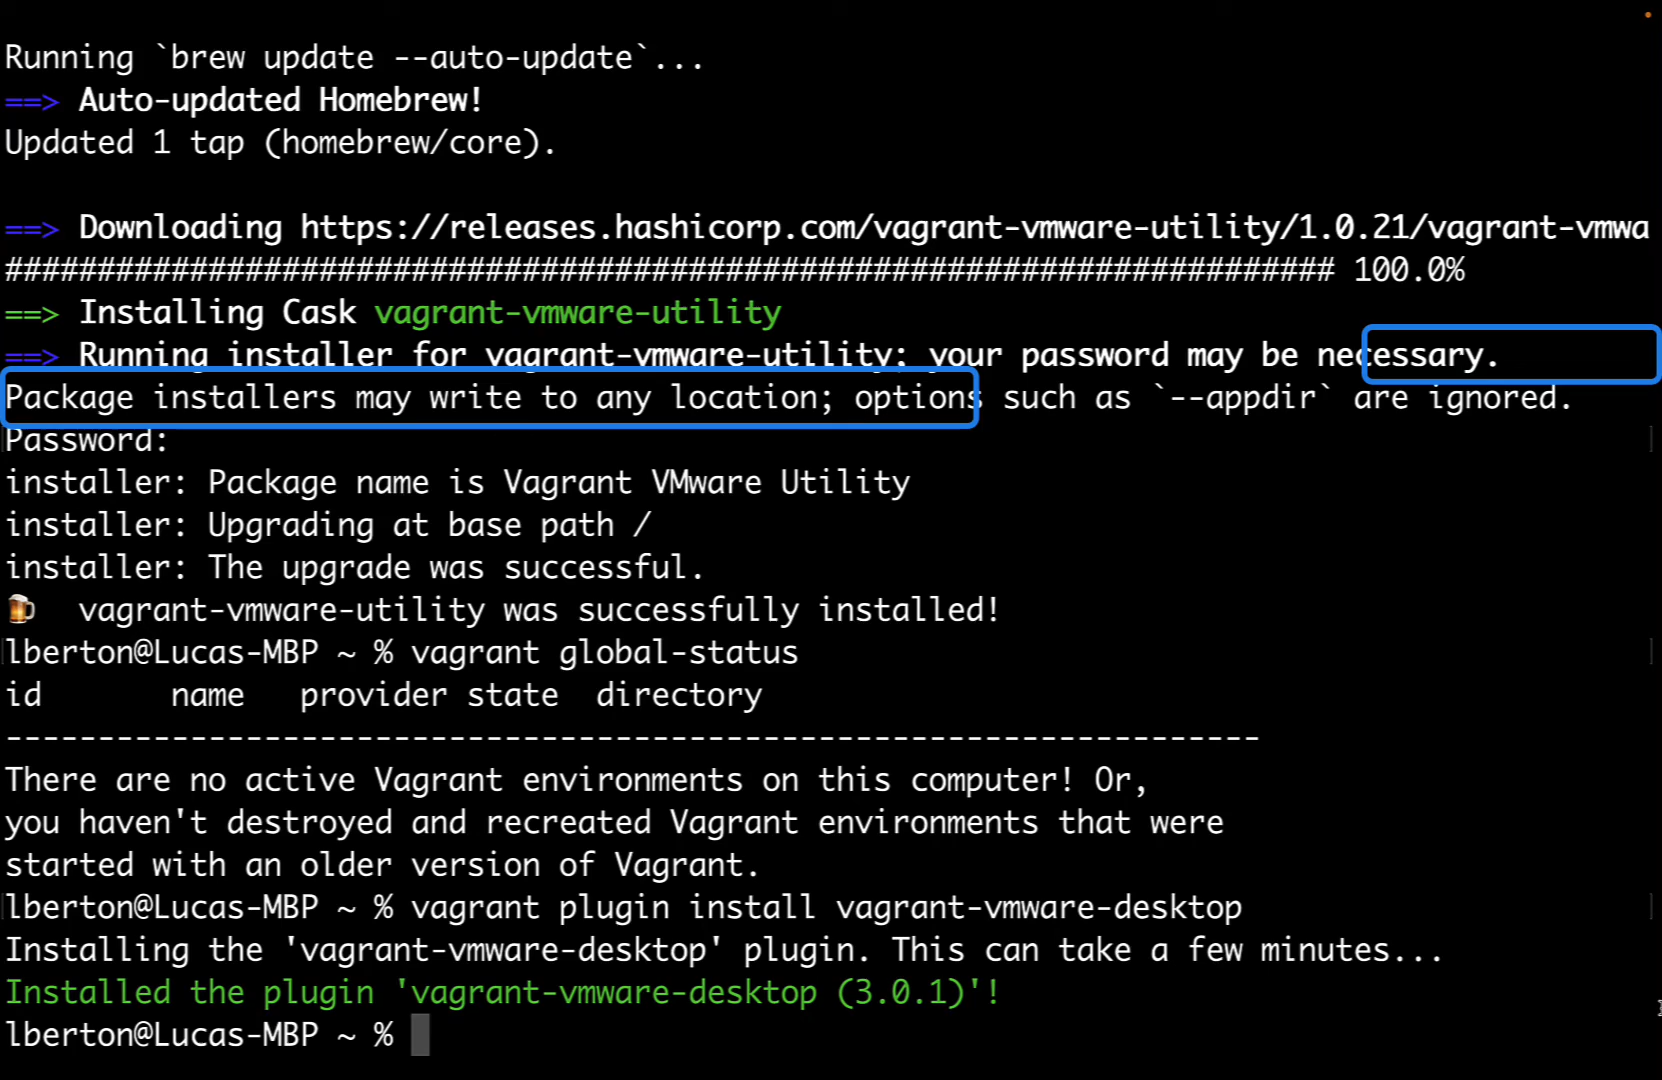 Running `brew update --auto-update`...
==> Auto-updated Homebrew!
Updated 1 tap (homebrew/core).
==> Downloading https://releases.hashicorp.com/vagrant-vmware-utility/1.0.21/vagrant-vmwa
######################################################################## 100.0%
==> Installing Cask vagrant-vmware-utility
==> Running installer for vagrant-vmware-utility; your password may be necessary.
Package installers may write to any location; options such as `--appdir` are ignored.
Password:
installer: Package name is Vagrant VMware Utility
installer: Upgrading at base path /
installer: The upgrade was successful.
🍺  vagrant-vmware-utility was successfully installed!
lberton@Lucas-MBP ~ % vagrant global-status
id       name   provider state  directory
--------------------------------------------------------------------
There are no active Vagrant environments on this computer! Or,
you haven't destroyed and recreated Vagrant environments that were
started with an older version of Vagrant.
lberton@Lucas-MBP ~ % vagrant plugin install vagrant-vmware-desktop
Installing the 'vagrant-vmware-desktop' plugin. This can take a few minutes...
Installed the plugin 'vagrant-vmware-desktop (3.0.1)'!
lberton@Lucas-MBP ~ %